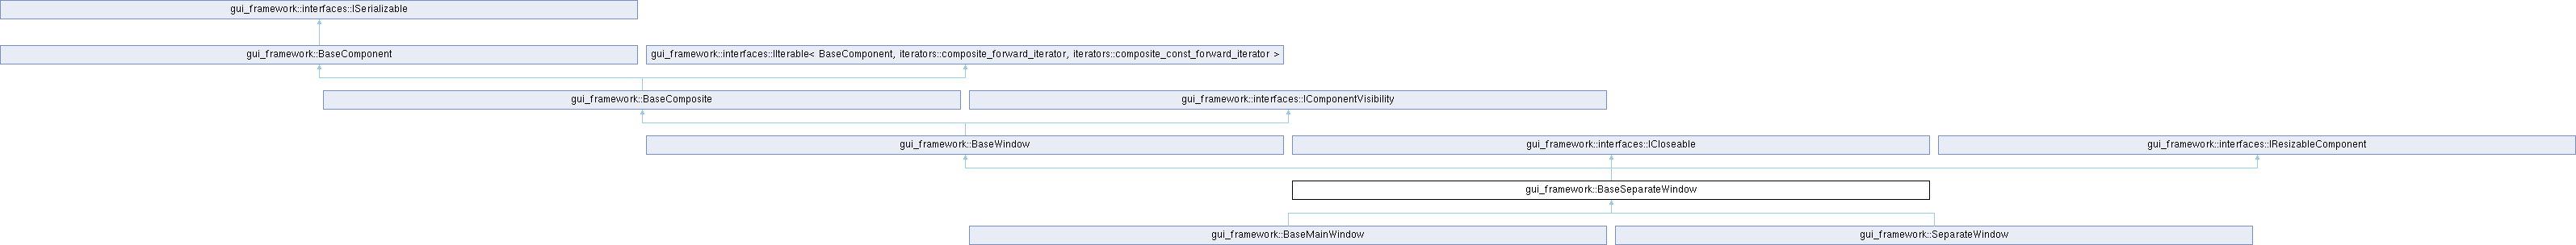 gui_framework::interfaces::ISerializable
gui_framework::BaseComponent
gui_framework::interfaces::IIterable< BaseComponent, iterators::composite_forward_iterator, iterators::composite_const_forward_iterator >
gui_framework::BaseComposite
gui_framework::interfaces::IComponentVisibility
gui_framework::BaseWindow
gui_framework::interfaces::ICloseable
gui_framework::interfaces::IResizableComponent
gui_framework::BaseSeparateWindow
gui_framework::BaseMainWindow
gui_framework::SeparateWindow